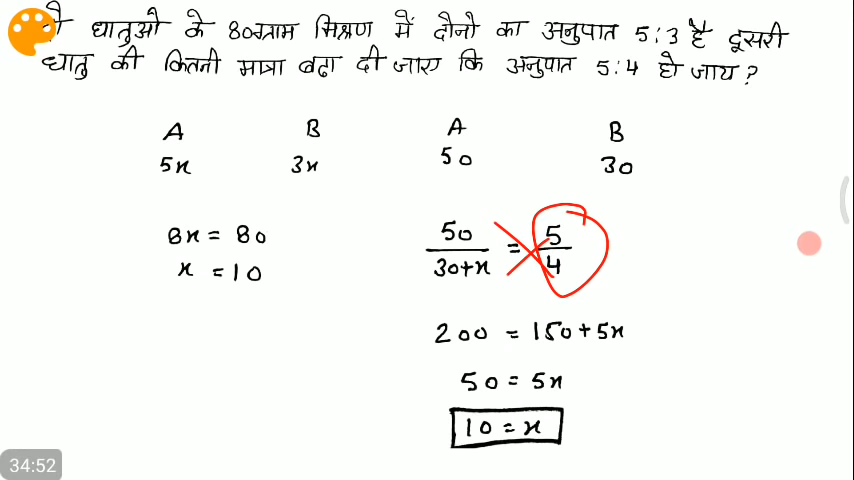 धातुओ के 80ग्राम मिश्रण में दोनो का अनुपात 5:3 है दूसरी
धातु की कितनी मात्रा बढ़ा दी जाए कि अनुपात 5:4 हो जाय?
A B A B
5x 3x 50 30
8x = 80
x = 10
50/30+x = 5/4
200 = 150+5x
50 = 5x
10 = x
34:52